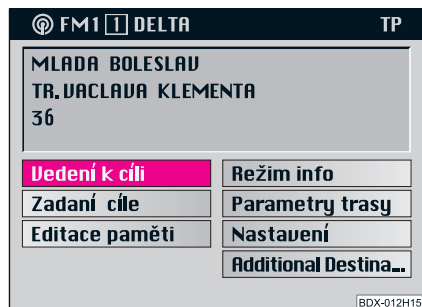 FM1 1 DELTA TP
MLADA BOLESLAV
TR. VACLAVA KLEMENTA
36
Vedení k cíli
Režim info
Zadaní cíle
Parametry trasy
Editace paměti
Nastavení
Additional Destina...
BDX-012H15